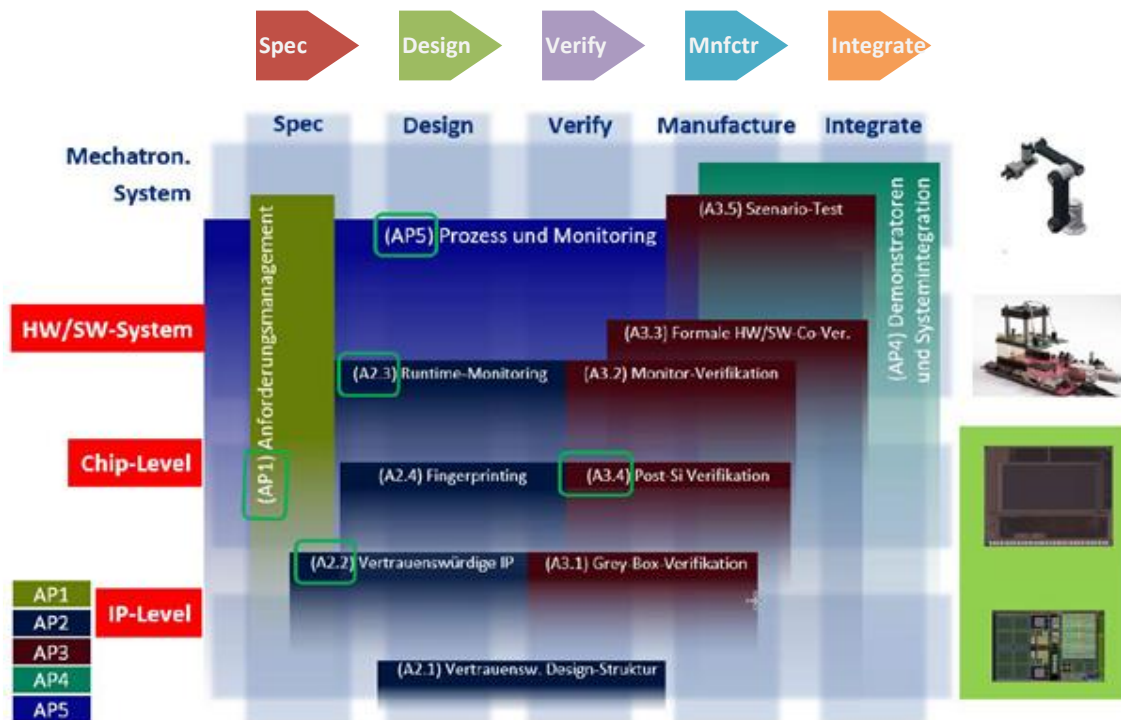 Spec
Design
Verify
Mnfctr
Integrate
Spec
Design
Verify
Manufacture
Integrate
Mechatron.
System
HW/SW-System
Chip-Level
IP-Level
(AP1) Anforderungsmanagement
(AP5) Prozess und Monitoring
(A3.5) Szenario-Test
(AP4) Demonstratoren
und Systemintegration
(A3.3) Formale HW/SW-Co-Ver.
(A2.3) Runtime-Monitoring
(A3.2) Monitor-Verifikation
(A2.4) Fingerprinting
(A3.4) Post-Si Verifikation
(A2.2) Vertrauenswürdige IP
(A3.1) Grey-Box-Verifikation
(A2.1) Vertrauensw. Design-Struktur
AP1
AP2
AP3
AP4
AP5